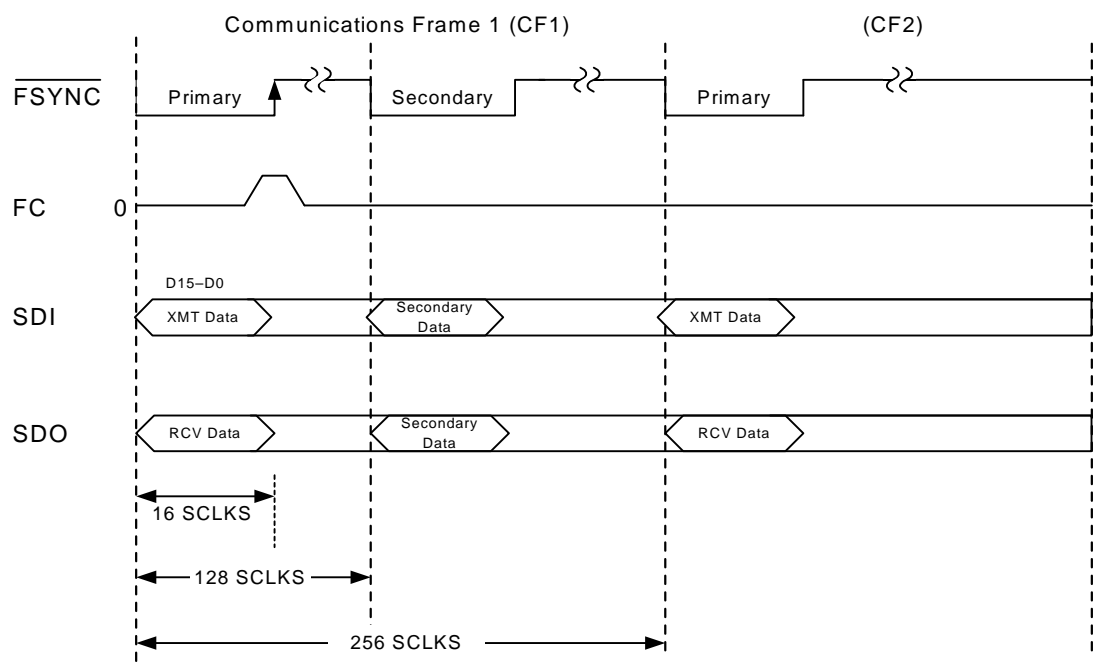 Communications Frame 1 (CF1)
(CF2)
FSYNC
Primary
Secondary
Primary
FC
0
D15–D0
SDI
XMT Data
Secondary
Data
XMT Data
SDO
RCV Data
Secondary
Data
RCV Data
16 SCLKS
128 SCLKS
256 SCLKS